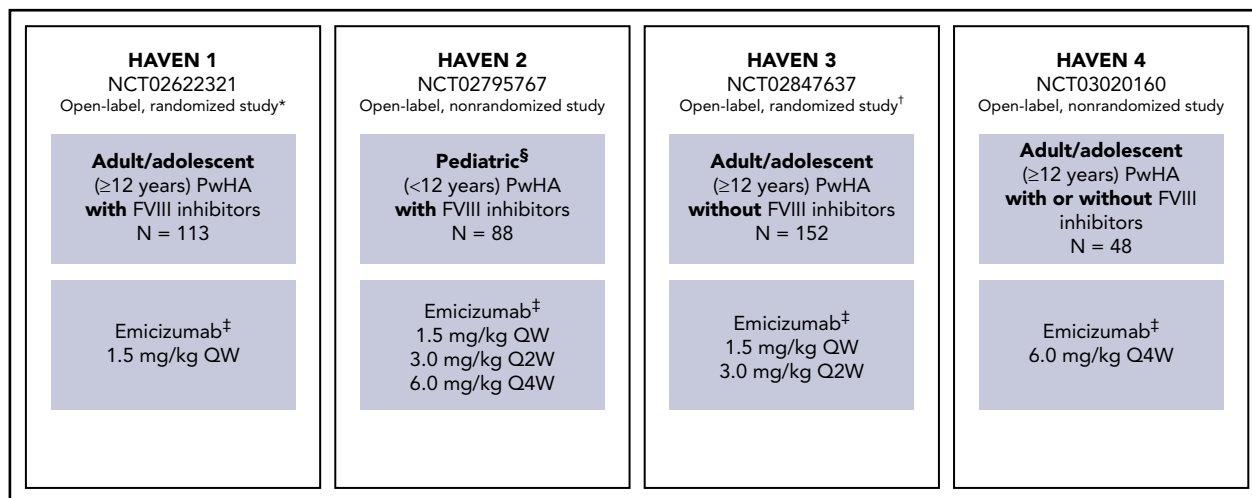 HAVEN 1
NCT02622321
Open-label, randomized study*
Adult/adolescent
(≥12 years) PwHA
with FVIII inhibitors
N = 113
Emicizumab‡
1.5 mg/kg QW
HAVEN 2
NCT02795767
Open-label, nonrandomized study
Pediatric§
(<12 years) PwHA
with FVIII inhibitors
N = 88
Emicizumab‡
1.5 mg/kg QW
3.0 mg/kg Q2W
6.0 mg/kg Q4W
HAVEN 3
NCT02847637
Open-label, randomized study†
Adult/adolescent
(≥12 years) PwHA
without FVIII inhibitors
N = 152
Emicizumab‡
1.5 mg/kg QW
3.0 mg/kg Q2W
HAVEN 4
NCT03020160
Open-label, nonrandomized study
Adult/adolescent
(≥12 years) PwHA
with or without FVIII
inhibitors
N = 48
Emicizumab‡
6.0 mg/kg Q4W